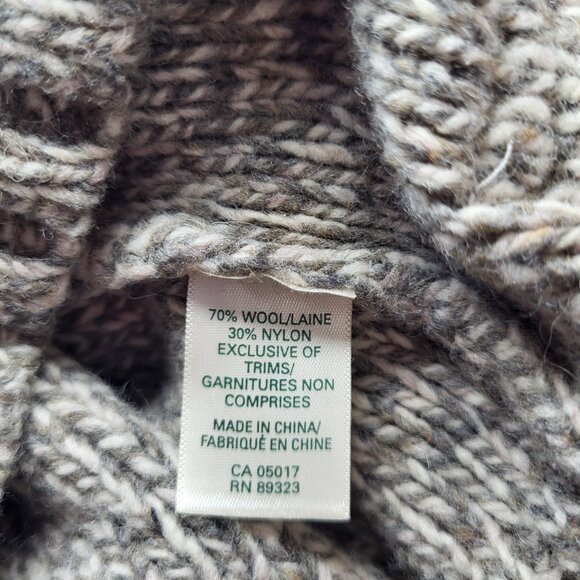 70% WOOL/LAINE
30% NYLON
EXCLUSIVE OF
TRIMS/
GARNITURES NON
COMPRISES
MADE IN CHINA/
FABRIQUÉ EN CHINE
CA 05017
RN 89323